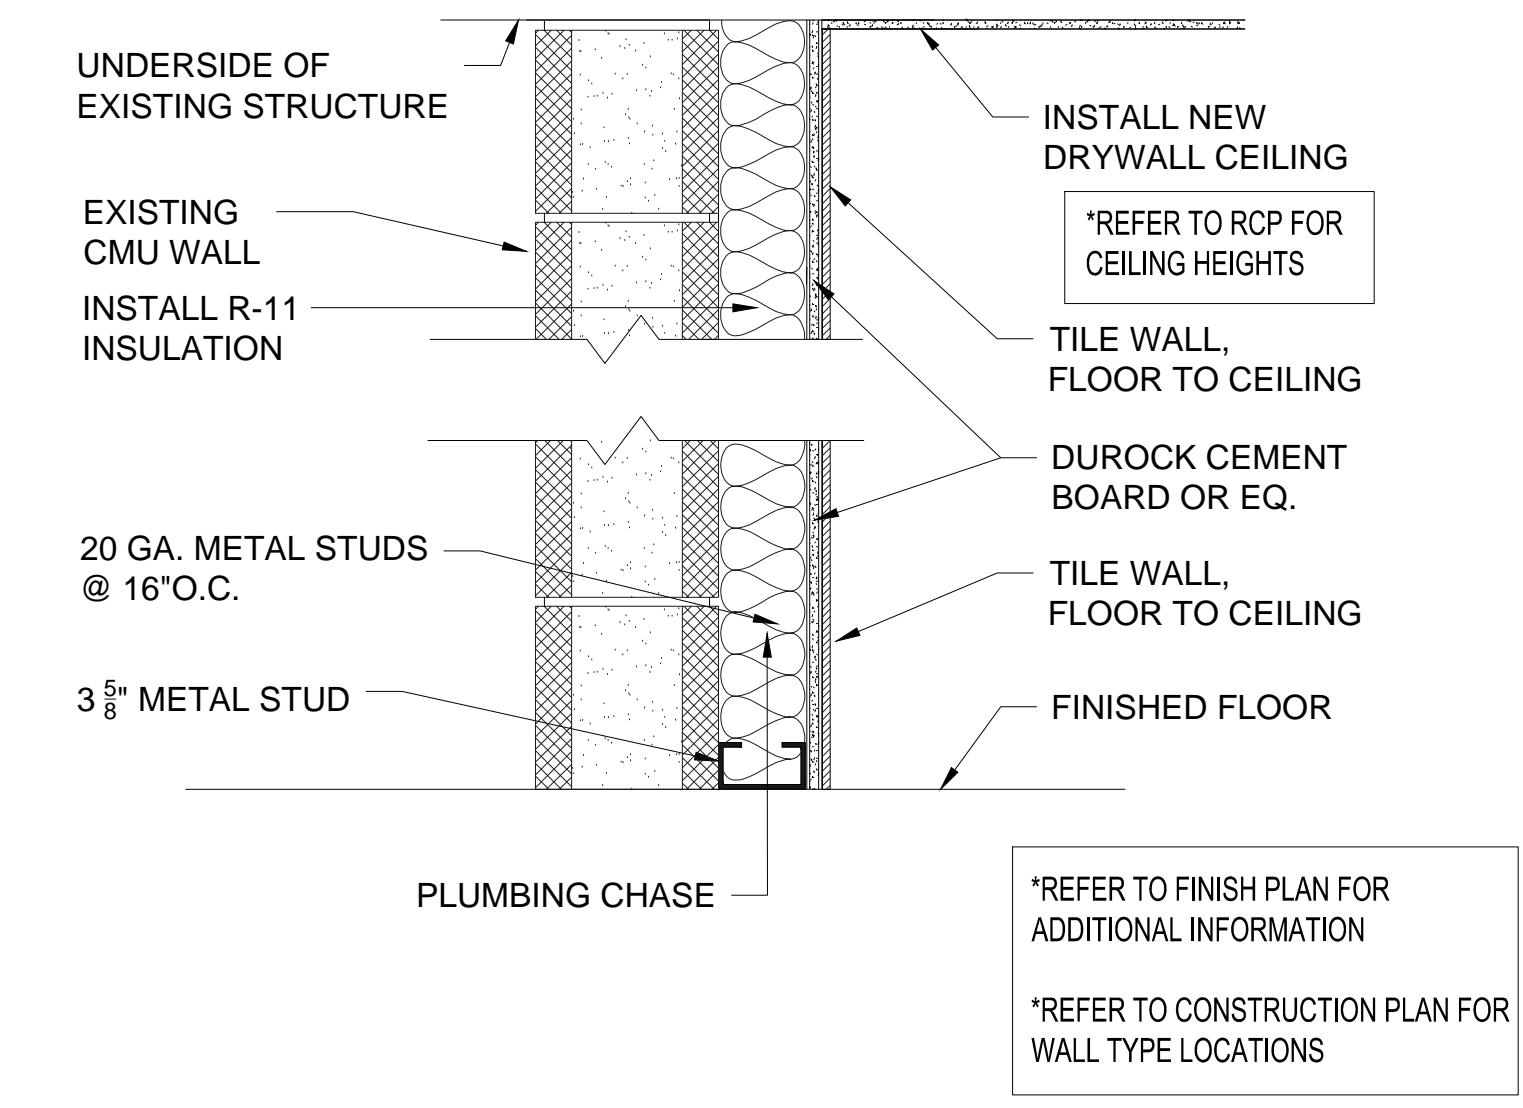 UNDERSIDE OF
EXISTING STRUCTURE
EXISTING
CMU WALL
INSTALL R-11
INSULATION
20 GA. METAL STUDS
@ 16"O.C.
3 5/8" METAL STUD
PLUMBING CHASE
INSTALL NEW
DRYWALL CEILING
*REFER TO RCP FOR
CEILING HEIGHTS
TILE WALL,
FLOOR TO CEILING
DUROCK CEMENT
BOARD OR EQ.
TILE WALL,
FLOOR TO CEILING
FINISHED FLOOR
*REFER TO FINISH PLAN FOR
ADDITIONAL INFORMATION
*REFER TO CONSTRUCTION PLAN FOR
WALL TYPE LOCATIONS